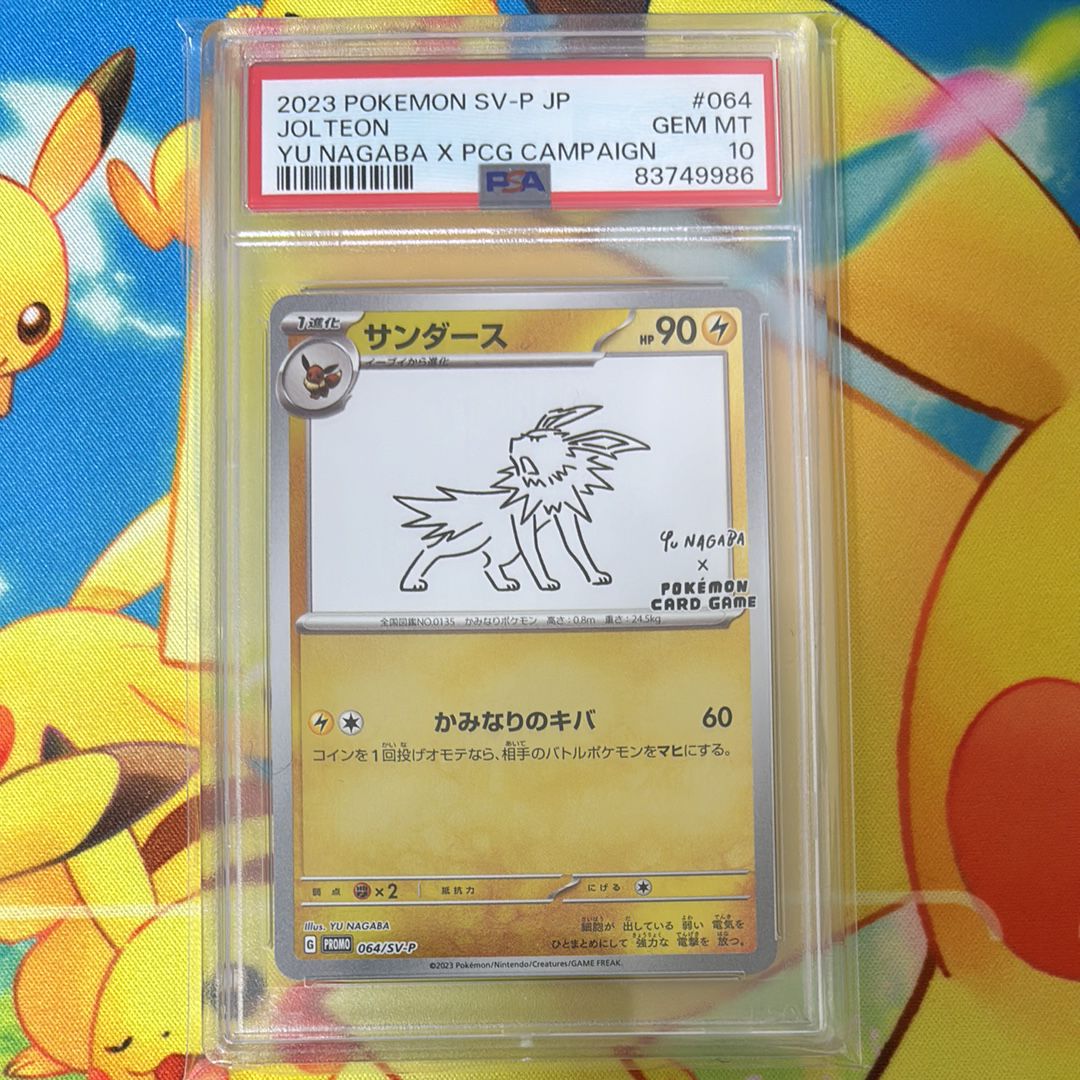 2023 POKEMON SV-P JP #064
JOLTEON GEM MT
YU NAGABA X PCG CAMPAIGN 10
PSA 83749986
1進化 サンダース HP 90
イーブイから進化
YU NAGABA
×
POKÉMON
CARD GAME
全国図鑑NO.0135 かみなりポケモン 高さ:0.8m 重さ:24.5kg
かみなりのキバ 60
コインを1回投げオモテなら、相手のバトルポケモンをマヒにする。
弱点 ×2 抵抗力 にげる
Illus. YU NAGABA
細胞が 出している 弱い 電気を
G PROMO 064/SV-P
ひとまとめにして 強力な 電撃を 放つ。
©2023 Pokémon/Nintendo/Creatures/GAME FREAK.